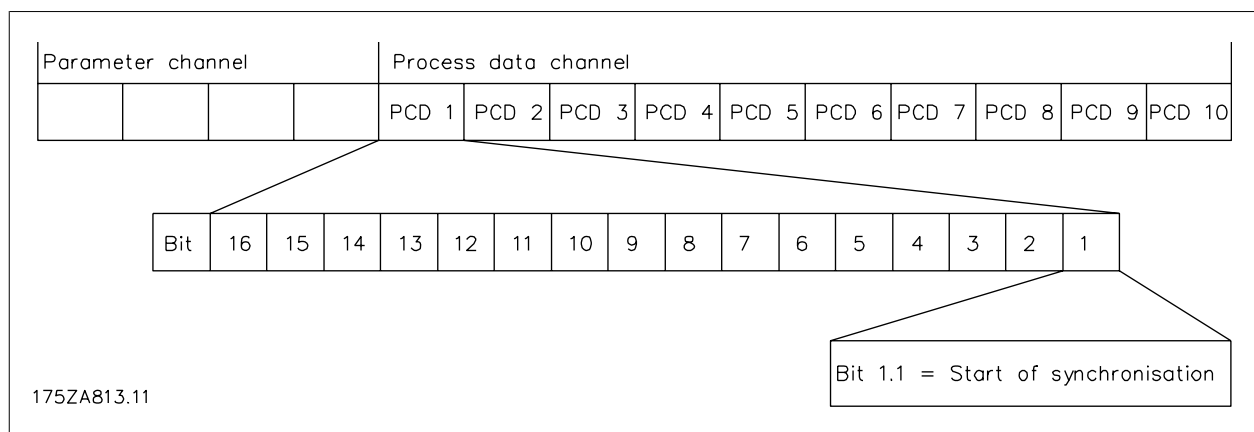 Parameter channel Process data channel
PCD 1 PCD 2 PCD 3 PCD 4 PCD 5 PCD 6 PCD 7 PCD 8 PCD 9 PCD 10
Bit 16 15 14 13 12 11 10 9 8 7 6 5 4 3 2 1
Bit 1.1 = Start of synchronisation
175ZA813.11